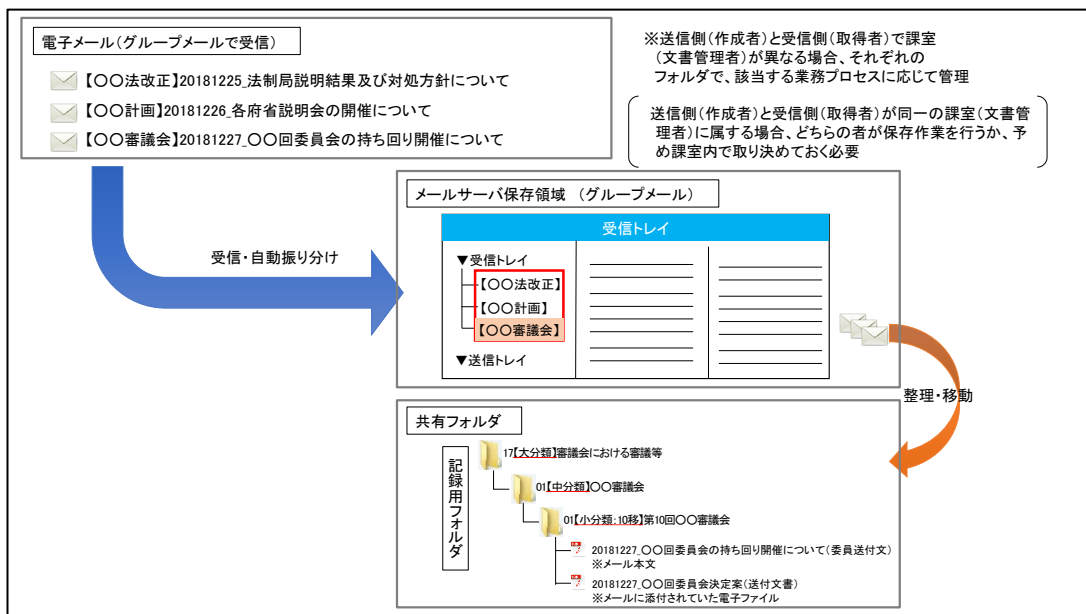 電子メール(グループメールで受信)
【〇〇法改正】20181225_法制局説明結果及び対処方針について
【〇〇計画】20181226_各府省説明会の開催について
【〇〇審議会】20181227_〇〇回委員会の持ち回り開催について
※送信側(作成者)と受信側(取得者)で課室
(文書管理者)が異なる場合、それぞれの
フォルダで、該当する業務プロセスに応じて管理
送信側(作成者)と受信側(取得者)が同一の課室(文書管
理者)に属する場合、どちらの者が保存作業を行うか、予
め課室内で取り決めておく必要
受信・自動振り分け
メールサーバ保存領域 (グループメール)
受信トレイ
▼受信トレイ
【〇〇法改正】
【〇〇計画】
【〇〇審議会】
▼送信トレイ
整理・移動
共有フォルダ
記録用フォルダ
17【大分類】審議会における審議等
01【中分類】〇〇審議会
01【小分類:10移】第10回〇〇審議会
20181227_〇〇回委員会の持ち回り開催について(委員送付文)
※メール本文
20181227_〇〇回委員会決定案(送付文書)
※メールに添付されていた電子ファイル